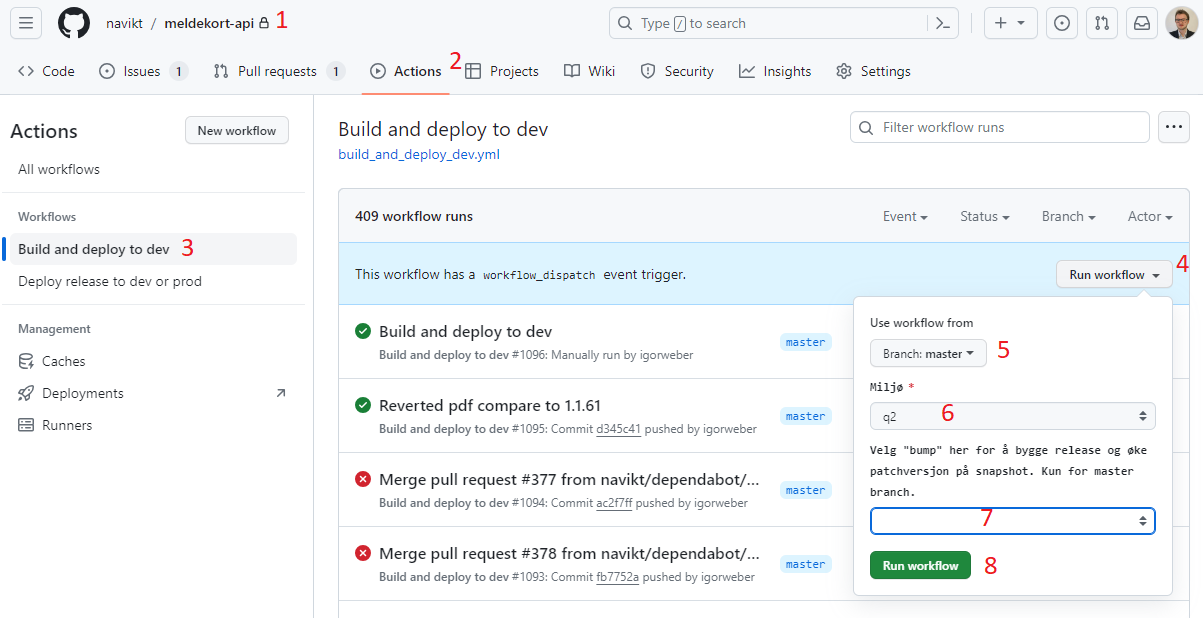 navikt / meldekort-api 1
Type / to search
Code
Issues 1
Pull requests 1
Actions 2
Projects
Wiki
Security
Insights
Settings
Actions
New workflow
All workflows
Workflows
Build and deploy to dev 3
Deploy release to dev or prod
Management
Caches
Deployments
Runners
Build and deploy to dev
build_and_deploy_dev.yml
Filter workflow runs
409 workflow runs
Event
Status
Branch
Actor
This workflow has a workflow_dispatch event trigger.
Run workflow 4
Build and deploy to dev
Build and deploy to dev #1096: Manually run by igorweber
master
Reverted pdf compare to 1.1.61
Build and deploy to dev #1095: Commit d345c41 pushed by igorweber
master
Merge pull request #377 from navikt/dependabot/...
Build and deploy to dev #1094: Commit ac2f7ff pushed by igorweber
master
Merge pull request #378 from navikt/dependabot/...
Build and deploy to dev #1093: Commit fb7752a pushed by igorweber
master
Use workflow from
Branch: master 5
Miljø *
q2 6
Velg "bump" her for å bygge release og øke
patchversjon på snapshot. Kun for master
branch.
7
Run workflow 8